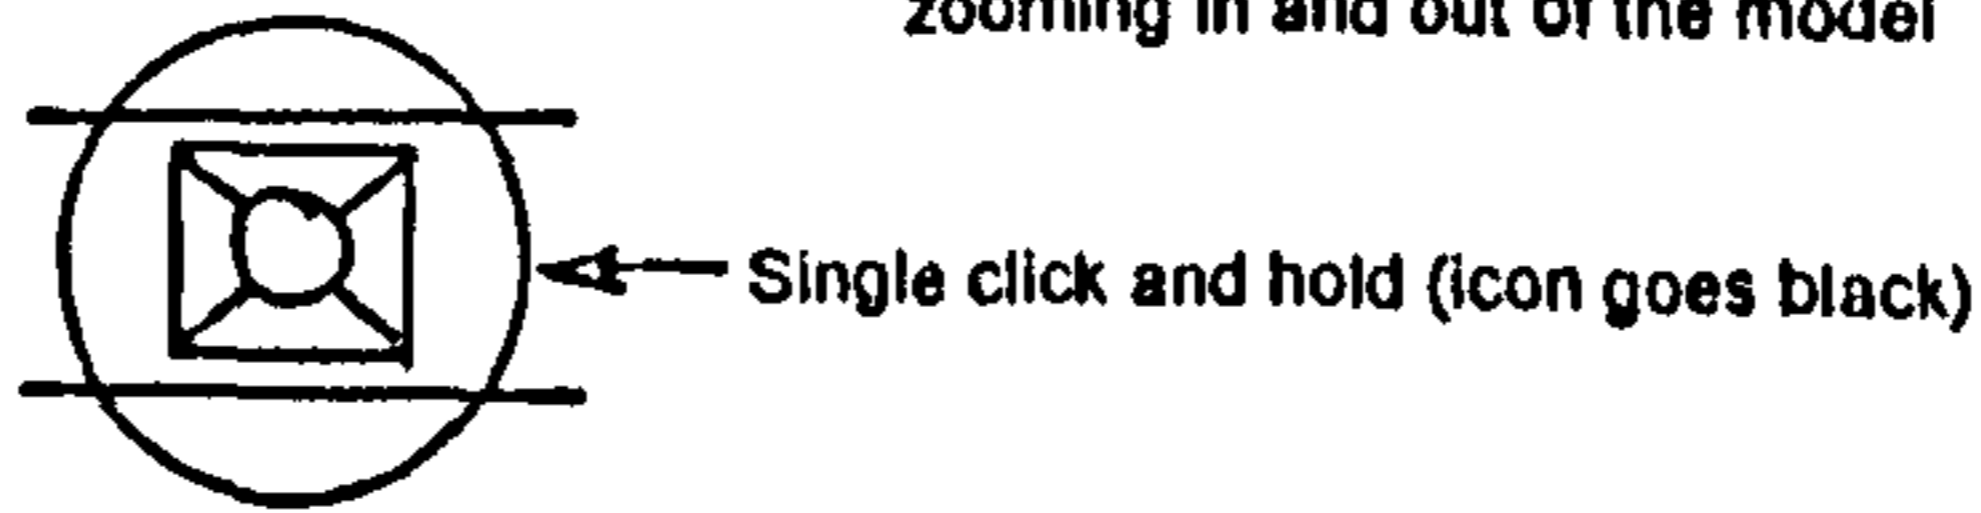 zooming in and out of the model
Single click and hold (icon goes black)